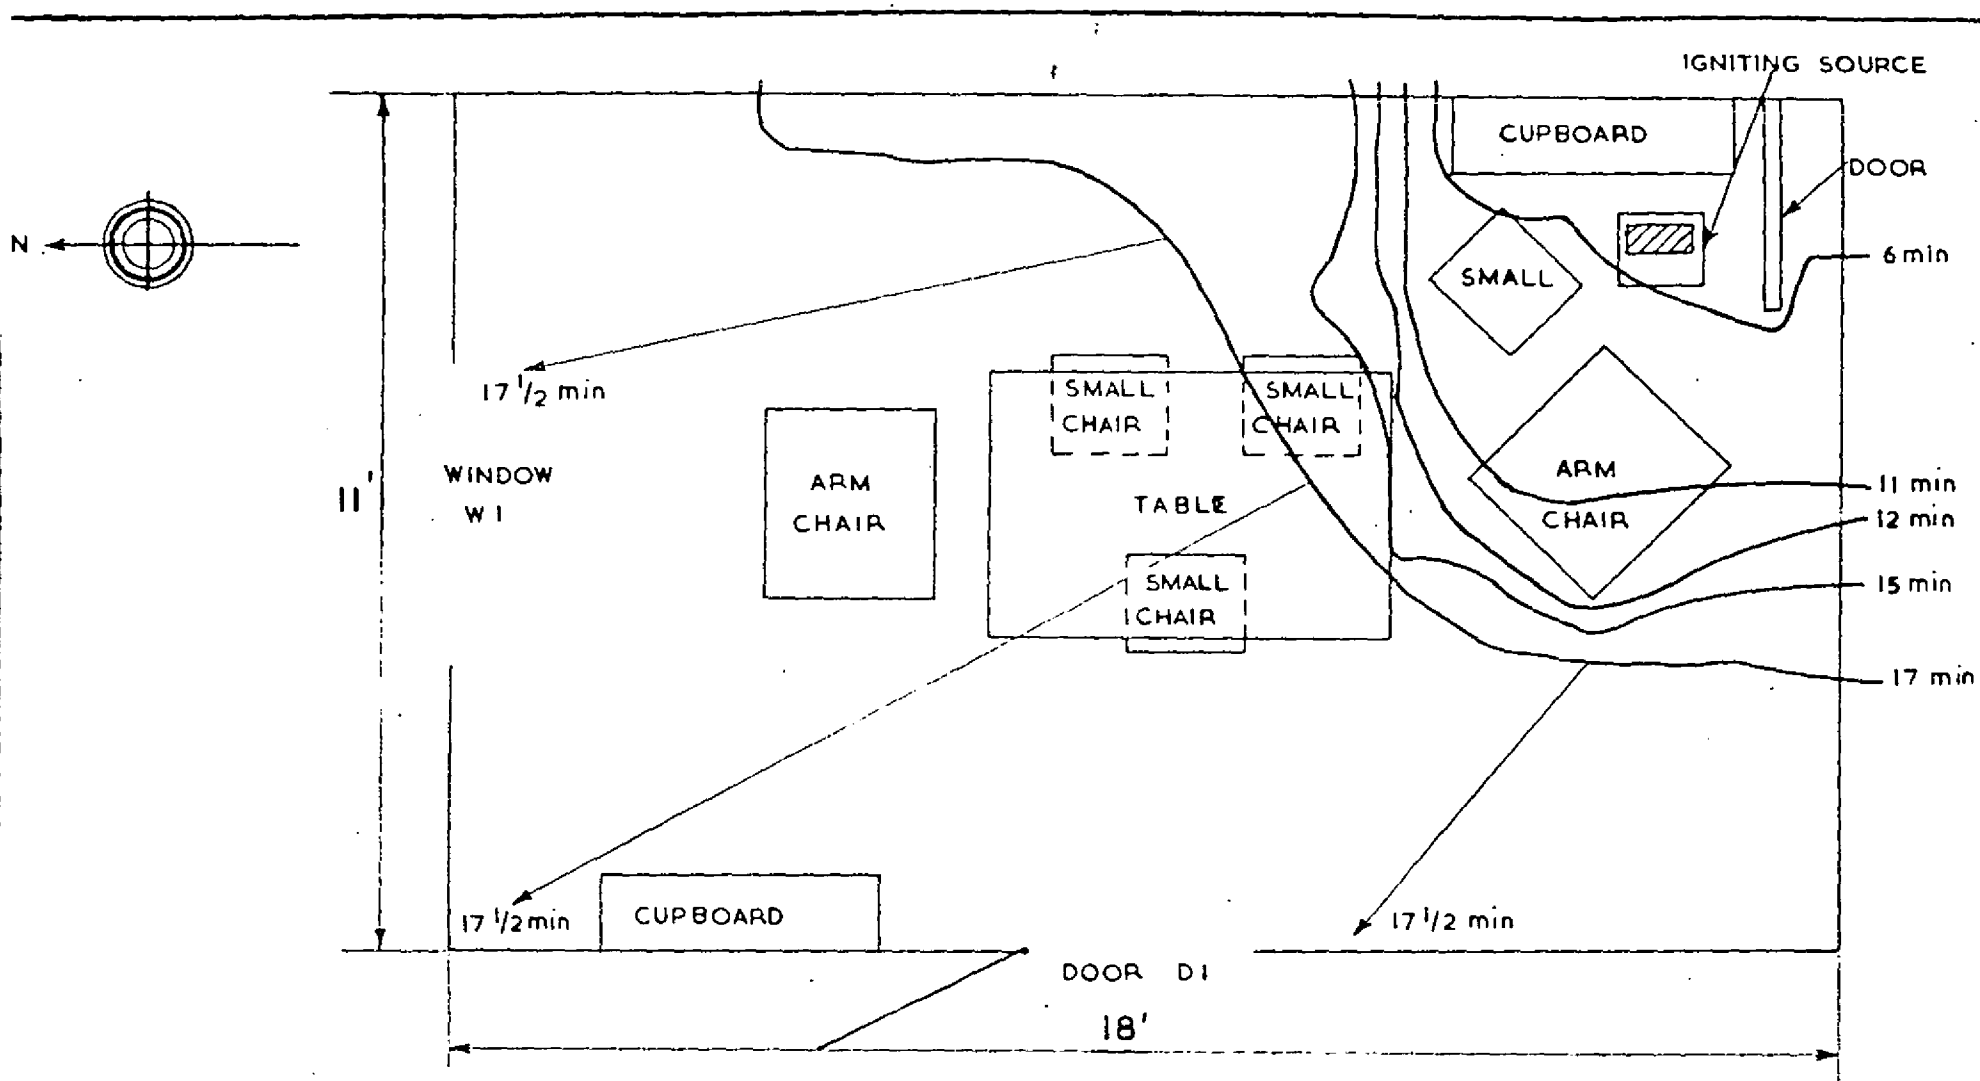 IGNITING SOURCE
CUPBOARD
DOOR
N
6 min
SMALL
17 1/2 min
SMALL
CHAIR
SMALL
CHAIR
11'
WINDOW
W1
ARM
CHAIR
TABLE
ARM
CHAIR
11 min
12 min
SMALL
CHAIR
15 min
17 min
17 1/2 min
CUPBOARD
17 1/2 min
DOOR D1
18'